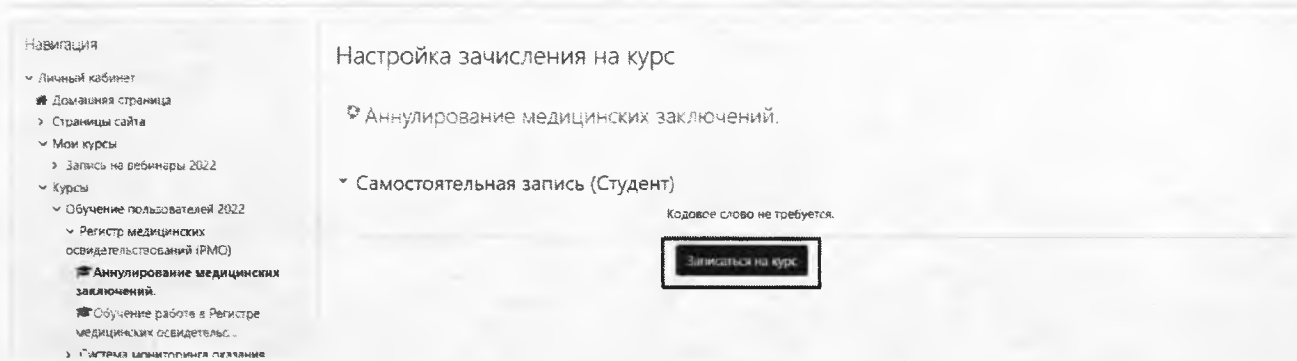 Навигация
Личный кабинет
Домашняя страница
Страницы сайта
Мои курсы
Запись на вебинары 2022
Курсы
Обучение пользователей 2022
Регистр медицинских
освидетельствований (РМО)
Аннулирование медицинских
заключений.
Обучение работе в Регистре
медицинских освидетельс...
Система мониторинга оказания
Настройка зачисления на курс
Аннулирование медицинских заключений.
Самостоятельная запись (Студент)
Кодовое слово не требуется.
Записаться на курс